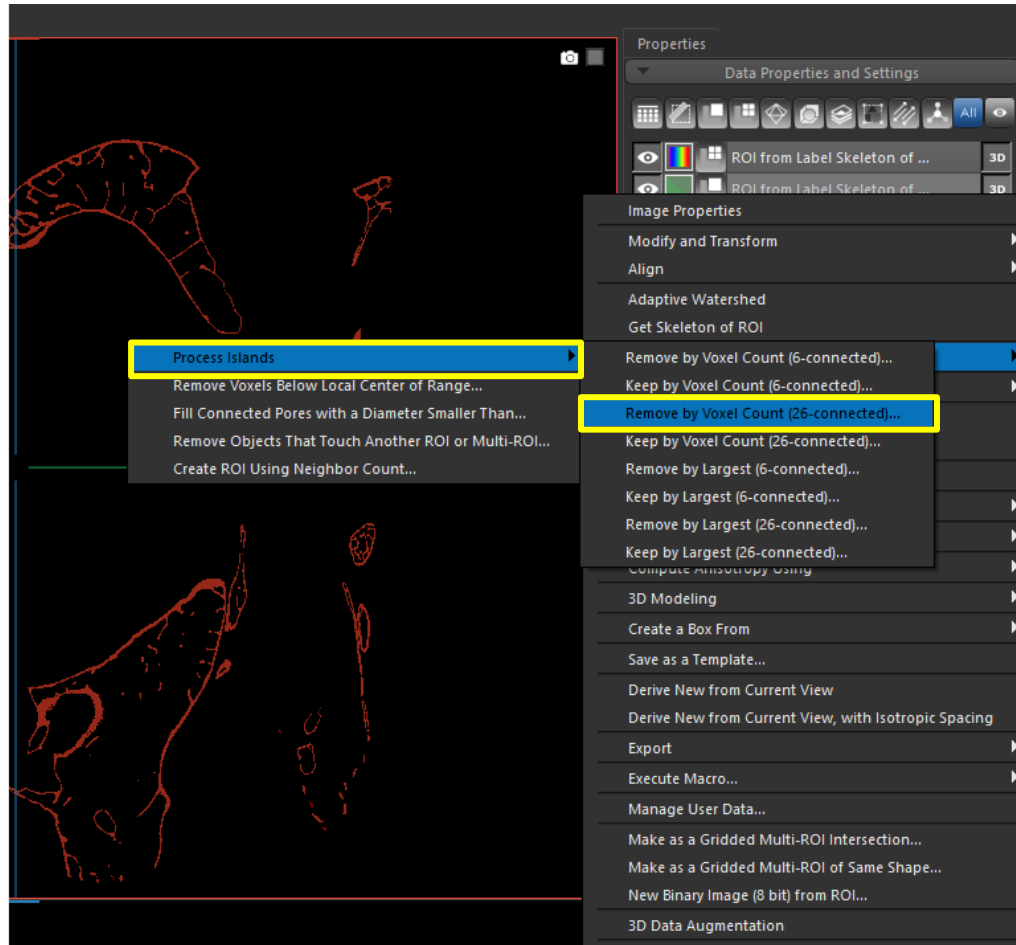 Properties
Data Properties and Settings
All
ROI from Label Skeleton of ...
3D
ROI from Label Skeleton of ...
3D
Image Properties
Modify and Transform
Align
Adaptive Watershed
Get Skeleton of ROI
Process Islands
Remove Voxels Below Local Center of Range...
Fill Connected Pores with a Diameter Smaller Than...
Remove Objects That Touch Another ROI or Multi-ROI...
Create ROI Using Neighbor Count...
Remove by Voxel Count (6-connected)...
Keep by Voxel Count (6-connected)...
Remove by Voxel Count (26-connected)...
Keep by Voxel Count (26-connected)...
Remove by Largest (6-connected)...
Keep by Largest (6-connected)...
Remove by Largest (26-connected)...
Keep by Largest (26-connected)...
Compute Anisotropy Using
3D Modeling
Create a Box From
Save as a Template...
Derive New from Current View
Derive New from Current View, with Isotropic Spacing
Export
Execute Macro...
Manage User Data...
Make as a Gridded Multi-ROI Intersection...
Make as a Gridded Multi-ROI of Same Shape...
New Binary Image (8 bit) from ROI...
3D Data Augmentation